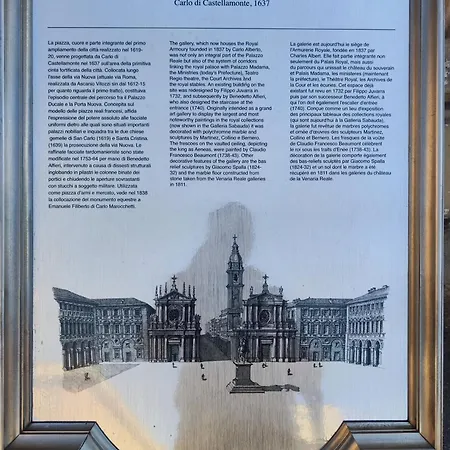 Carlo di Castellamonte, 1637
La piazza, cuore e parte integrante del primo
ampliamento della città realizzato nel 1619-
20, venne progettata da Carlo di
Castellamonte nel 1637 sull'area della primitiva
cinta fortificata della città. Collocata lungo
l'asse della via Nuova (attuale via Roma,
realizzata da Ascanio Vitozzi sin dal 1612-15
per quanto riguarda il primo tratto), costituiva
l'episodio centrale del percorso fra il Palazzo
Ducale e la Porta Nuova. Concepita sul
modello delle piazze reali francesi, affida
l'espressione del potere assoluto alle facciate
uniformi dietro alle quali sono situati importanti
palazzi nobiliari e inquadra tra le due chiese
gemelle di San Carlo (1619) e Santa Cristina
(1639) la prosecuzione della via Nuova. Le
raffinate facciate tardomanieriste sono state
modificate nel 1753-64 per mano di Benedetto
Alfieri, intervenuto a causa di dissesti strutturali
inglobando in pilastri le colonne binate dei
portici e chiudendo le aperture sovrastanti
con stucchi a soggetto militare. Utilizzata
come piazza d'armi e mercato, vede nel 1838
la collocazione del monumento equestre a
Emanuele Filiberto di Carlo Marochetti.
The gallery, which now houses the Royal
Armoury founded in 1837 by Carlo Alberto,
was not only an integral part of the Palazzo
Reale but also of the system of corridors
linking the royal palace with Palazzo Madama,
the Ministries (today's Prefecture), Teatro
Regio theatre, the Court Archives and
the royal stables. An existing building on the
site was redesigned by Filippo Juvarra in
1732, and subsequently by Benedetto Alfieri,
who also designed the staircase at the
entrance (1740). Originally intended as a grand
art gallery to display the largest and most
noteworthy paintings in the royal collections
(now shown in the Galleria Sabauda) it was
decorated with polychrome marble and
sculptures by Martinez, Collino and Bernero.
The frescoes on the vaulted ceiling, depicting
the king as Aeneas, were painted by Claudio
Francesco Beaumont (1738-43). Other
decorative features of the gallery are the bas
relief sculptures by Giacomo Spalla (1824-
32) and the marble floor constructed from
stone taken from the Venaria Reale galleries
in 1811.
La galerie est aujourd'hui le siège de
l'Armurerie Royale, fondée en 1837 par
Charles Albert. Elle fait partie intégrante non
seulement du Palais Royal, mais aussi
du parcours qui unissait le château du souverain
et Palais Madama, les ministères (maintenant
la préfecture), le Théâtre Royal, les Archives de
la Cour et les écuries. Cet espace déjà
existant fut revu en 1732 par Filippo Juvarra
puis par son successeur Benedetto Alfieri, à
qui l'on doit également l'escalier d'entrée
(1740). Conçue comme un lieu d'exposition
des principaux tableaux des collections royales
(qui sont aujourd'hui à la Galleria Sabauda),
la galerie fut revêtue de marbres polychromes
et ornée d'œuvres des sculpteurs Martinez,
Collino et Bernero. Les fresques de la voûte
de Claudio Francesco Beaumont célèbrent
le roi sous les traits d'Enée (1738-43). La
décoration de la galerie comporte également
des bas-reliefs sculptés par Giacomo Spalla
(1824-32) et un sol dont le marbre a été
récupéré en 1811 dans les galeries du château
de la Venaria Reale.